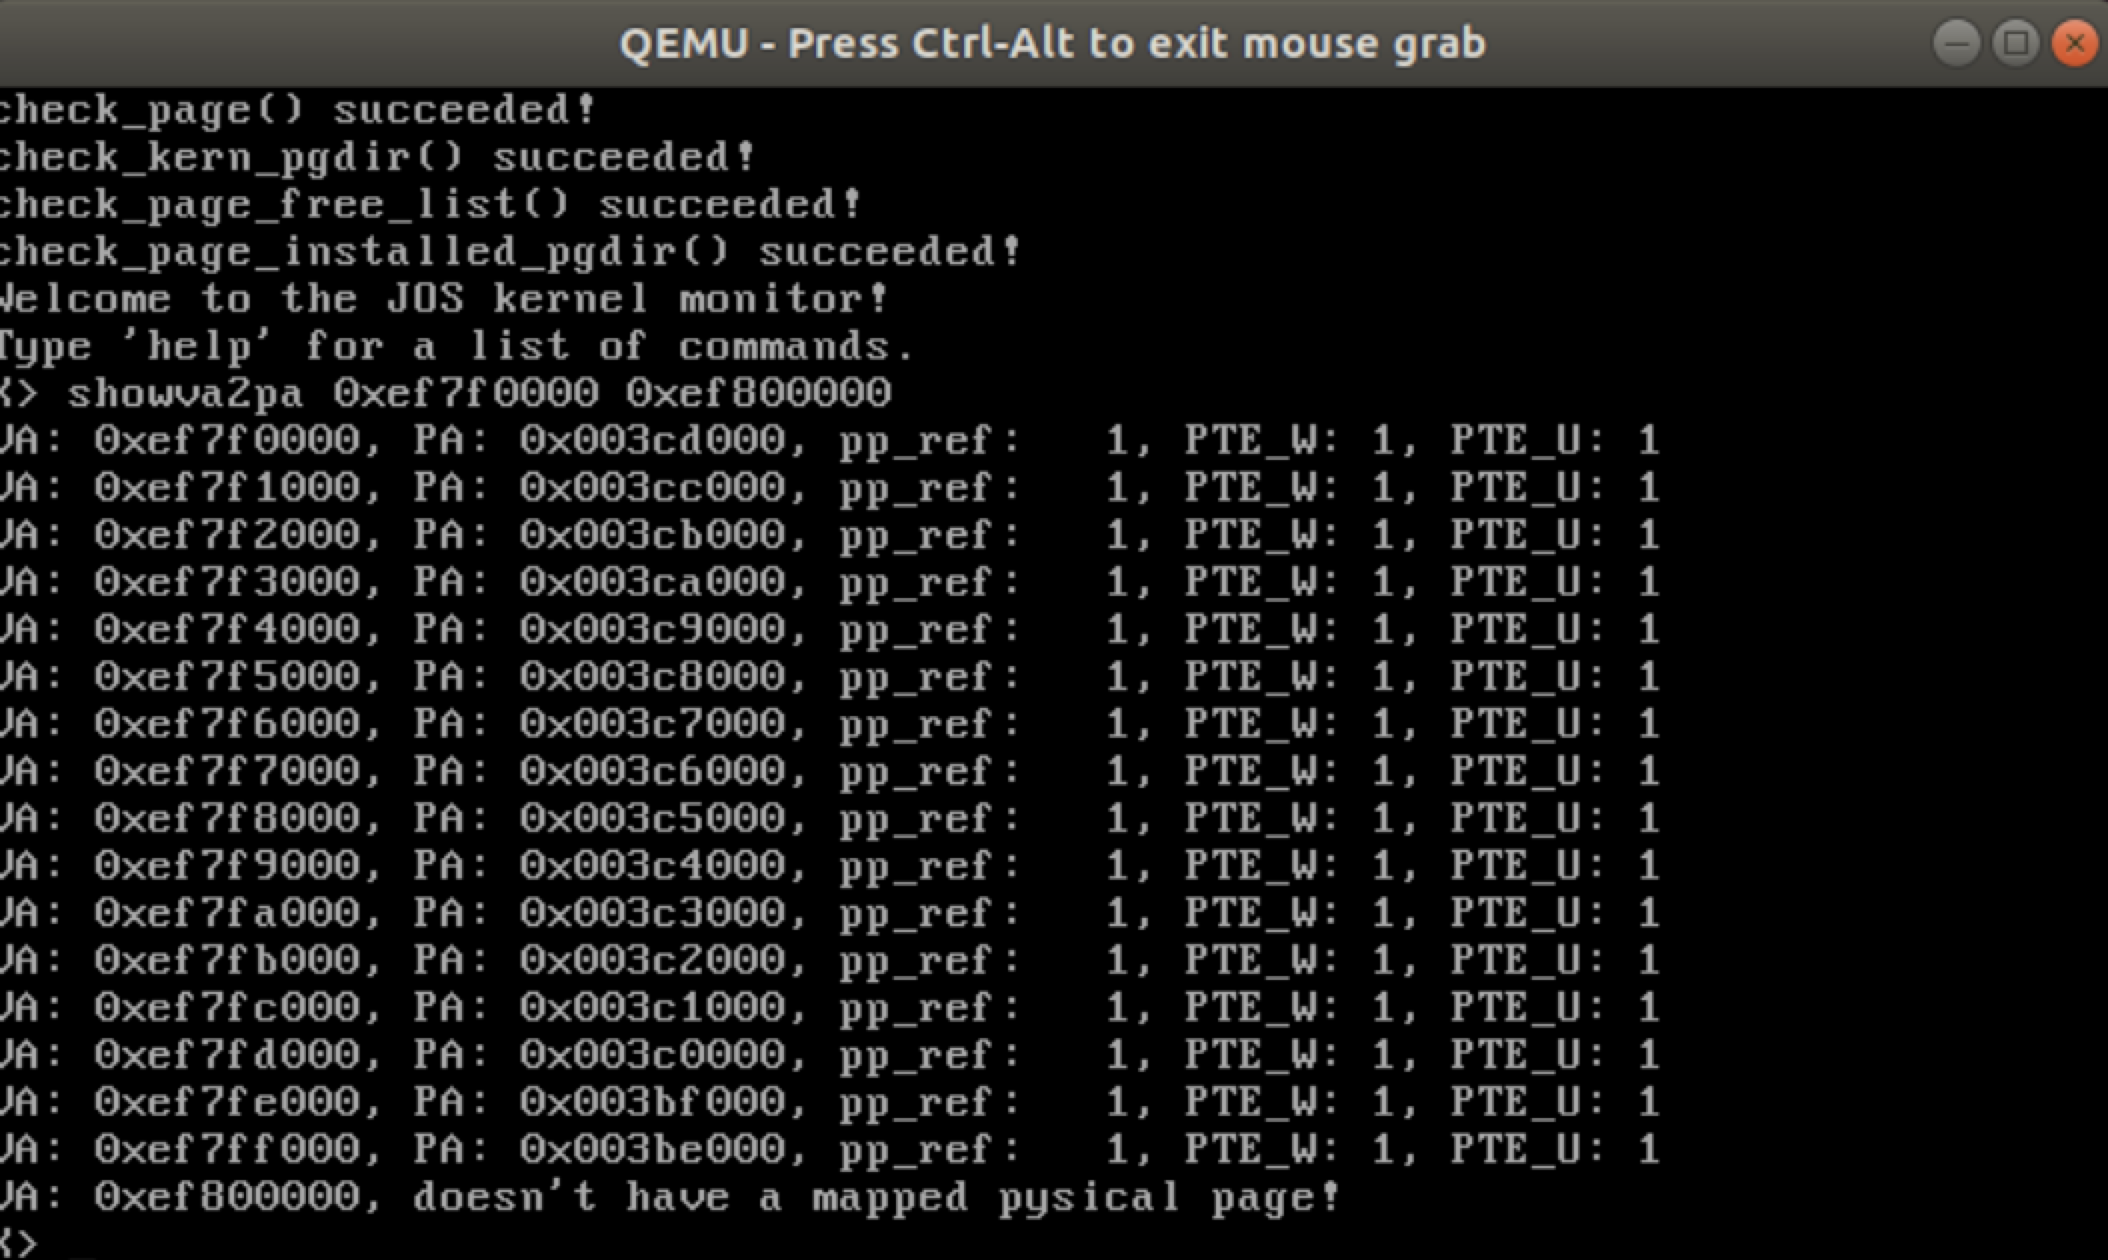 QEMU - Press Ctrl-Alt to exit mouse grab
check_page() succeeded!
check_kern_pgdir() succeeded!
check_page_free_list() succeeded!
check_page_installed_pgdir() succeeded!
Welcome to the JOS kernel monitor!
Type 'help' for a list of commands.
K> showva2pa 0xef7f0000 0xef800000
VA: 0xef7f0000, PA: 0x003cd000, pp_ref:   1, PTE_W: 1, PTE_U: 1
VA: 0xef7f1000, PA: 0x003cc000, pp_ref:   1, PTE_W: 1, PTE_U: 1
VA: 0xef7f2000, PA: 0x003cb000, pp_ref:   1, PTE_W: 1, PTE_U: 1
VA: 0xef7f3000, PA: 0x003ca000, pp_ref:   1, PTE_W: 1, PTE_U: 1
VA: 0xef7f4000, PA: 0x003c9000, pp_ref:   1, PTE_W: 1, PTE_U: 1
VA: 0xef7f5000, PA: 0x003c8000, pp_ref:   1, PTE_W: 1, PTE_U: 1
VA: 0xef7f6000, PA: 0x003c7000, pp_ref:   1, PTE_W: 1, PTE_U: 1
VA: 0xef7f7000, PA: 0x003c6000, pp_ref:   1, PTE_W: 1, PTE_U: 1
VA: 0xef7f8000, PA: 0x003c5000, pp_ref:   1, PTE_W: 1, PTE_U: 1
VA: 0xef7f9000, PA: 0x003c4000, pp_ref:   1, PTE_W: 1, PTE_U: 1
VA: 0xef7fa000, PA: 0x003c3000, pp_ref:   1, PTE_W: 1, PTE_U: 1
VA: 0xef7fb000, PA: 0x003c2000, pp_ref:   1, PTE_W: 1, PTE_U: 1
VA: 0xef7fc000, PA: 0x003c1000, pp_ref:   1, PTE_W: 1, PTE_U: 1
VA: 0xef7fd000, PA: 0x003c0000, pp_ref:   1, PTE_W: 1, PTE_U: 1
VA: 0xef7fe000, PA: 0x003bf000, pp_ref:   1, PTE_W: 1, PTE_U: 1
VA: 0xef7ff000, PA: 0x003be000, pp_ref:   1, PTE_W: 1, PTE_U: 1
VA: 0xef800000, doesn't have a mapped pysical page!
K>